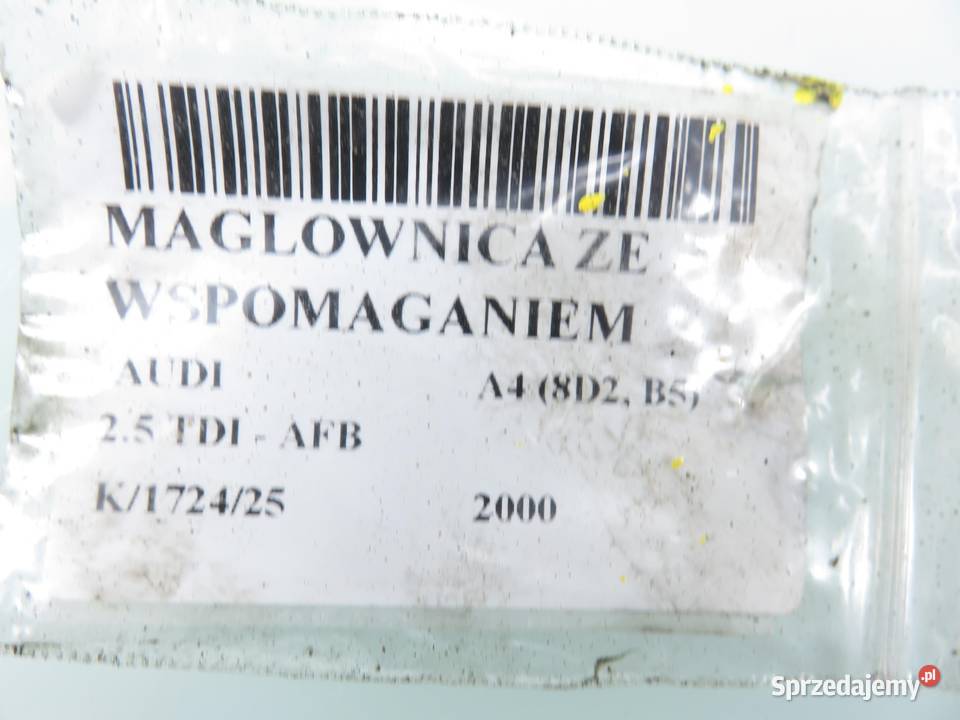 MAGLOWNICA ZE
WSPOMAGANIEM
AUDI A4 (8D2, B5)
2.5 TDI - AFB
K/1724/25 2000
Sprzedajemy.pl